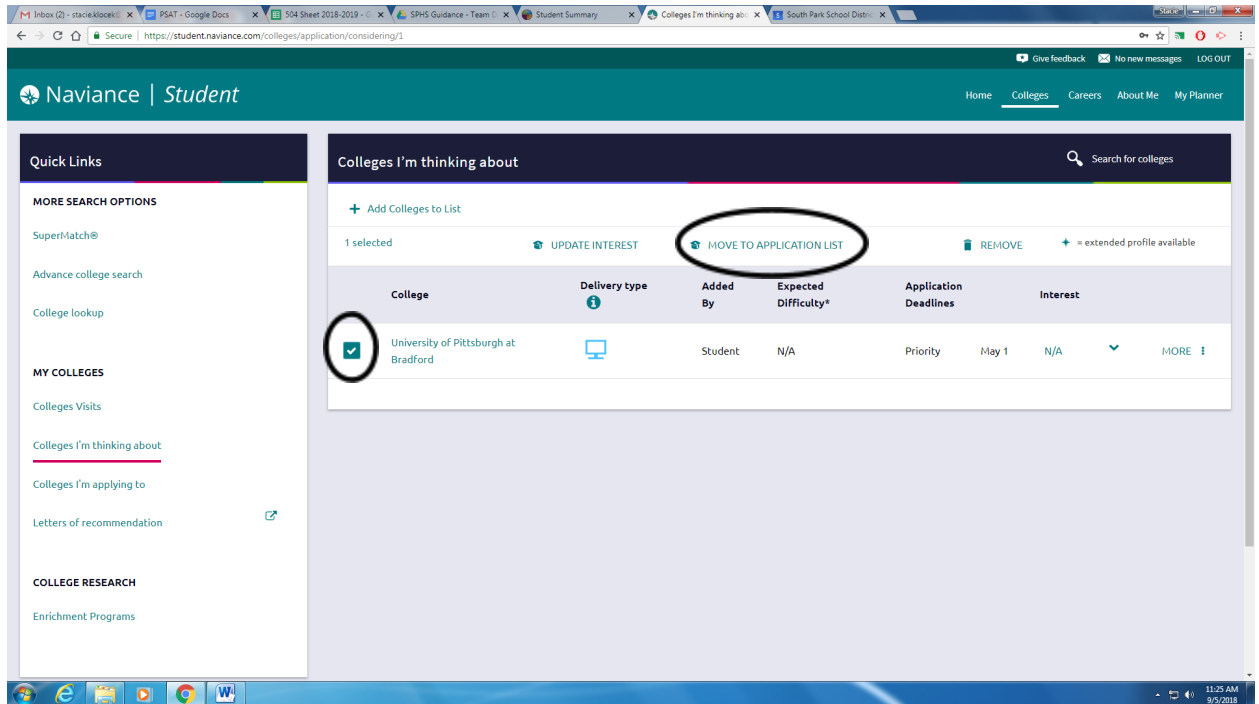 Inbox (2) - stacie.klocek
PSAT - Google Docs
504 Sheet 2018-2019 - G
SPHS Guidance - Team D
Student Summary
Colleges I'm thinking abo
South Park School Distric
Stacie
Secure | https://student.naviance.com/colleges/application/considering/1
Give feedback
No new messages
LOG OUT
Naviance | Student
Home
Colleges
Careers
About Me
My Planner
Quick Links
MORE SEARCH OPTIONS
SuperMatch®
Advance college search
College lookup
MY COLLEGES
Colleges Visits
Colleges I'm thinking about
Colleges I'm applying to
Letters of recommendation
COLLEGE RESEARCH
Enrichment Programs
Colleges I'm thinking about
Search for colleges
+ Add Colleges to List
1 selected
UPDATE INTEREST
MOVE TO APPLICATION LIST
REMOVE
= extended profile available
College
Delivery type
Added By
Expected Difficulty*
Application Deadlines
Interest
University of Pittsburgh at
Bradford
Student
N/A
Priority
May 1
N/A
MORE
11:25 AM
9/5/2018